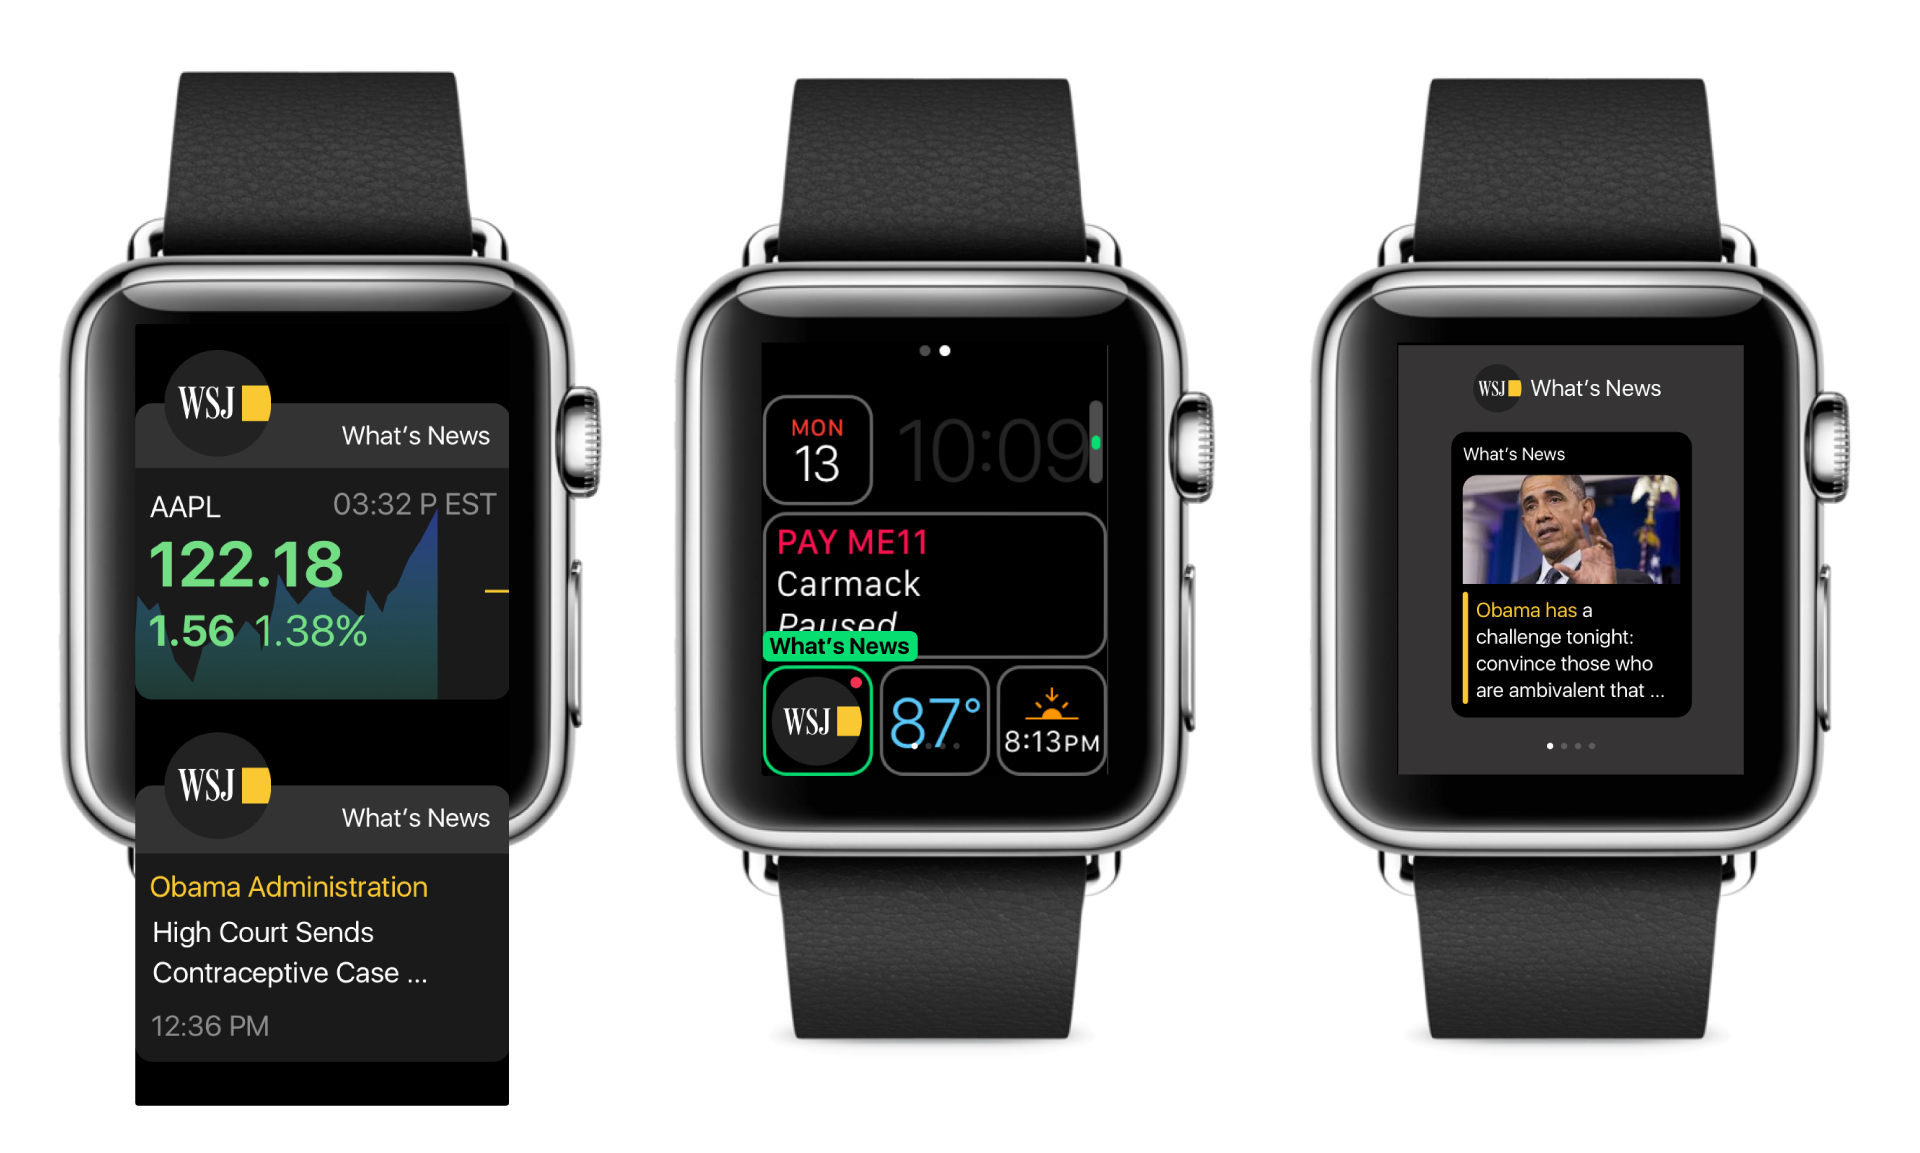 WSJ
What's News
AAPL 03:32 P EST
122.18
1.56 1.38%
WSJ
What's News
Obama Administration
High Court Sends
Contraceptive Case ...
12:36 PM
MON
13
10:09
PAY ME11
Carmack
Paused
What's News
WSJ
87°
8:13PM
WSJ What's News
What's News
Obama has a
challenge tonight:
convince those who
are ambivalent that ...